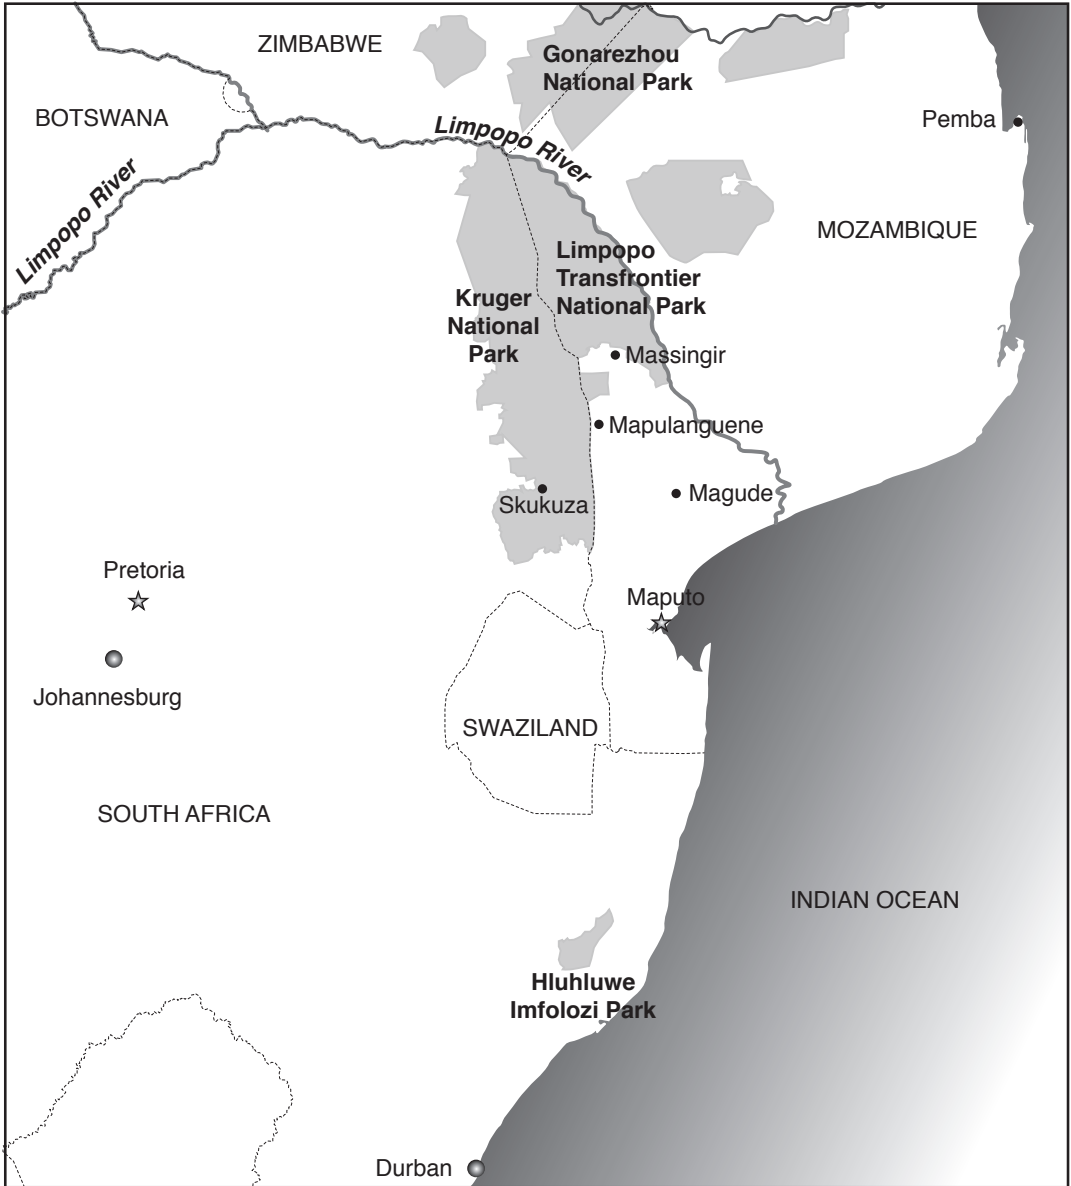 ZIMBABWE
Gonarezhou
National Park
BOTSWANA
Pemba
Limpopo River
Limpopo River
MOZAMBIQUE
Limpopo
Transfrontier
National Park
Kruger
National
Park
Massingir
Mapulanguene
Skukuza
Magude
Pretoria
Maputo
Johannesburg
SWAZILAND
SOUTH AFRICA
INDIAN OCEAN
Hluhluwe
Imfolozi Park
Durban